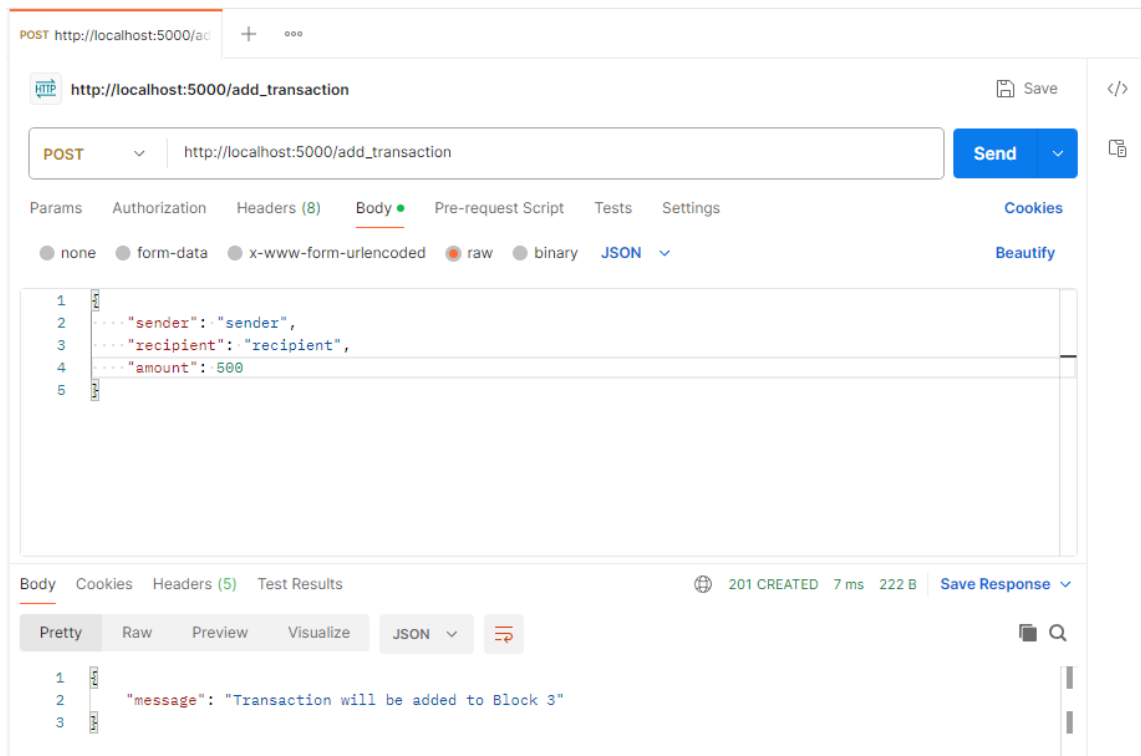 POST http://localhost:5000/ad
HTTP http://localhost:5000/add_transaction Save
POST http://localhost:5000/add_transaction Send
Params Authorization Headers (8) Body Pre-request Script Tests Settings Cookies
none form-data x-www-form-urlencoded raw binary JSON Beautify
1 {
2 "sender": "sender",
3 "recipient": "recipient",
4 "amount": 500
5 }
Body Cookies Headers (5) Test Results 201 CREATED 7 ms 222 B Save Response
Pretty Raw Preview Visualize JSON
1 {
2 "message": "Transaction will be added to Block 3"
3 }